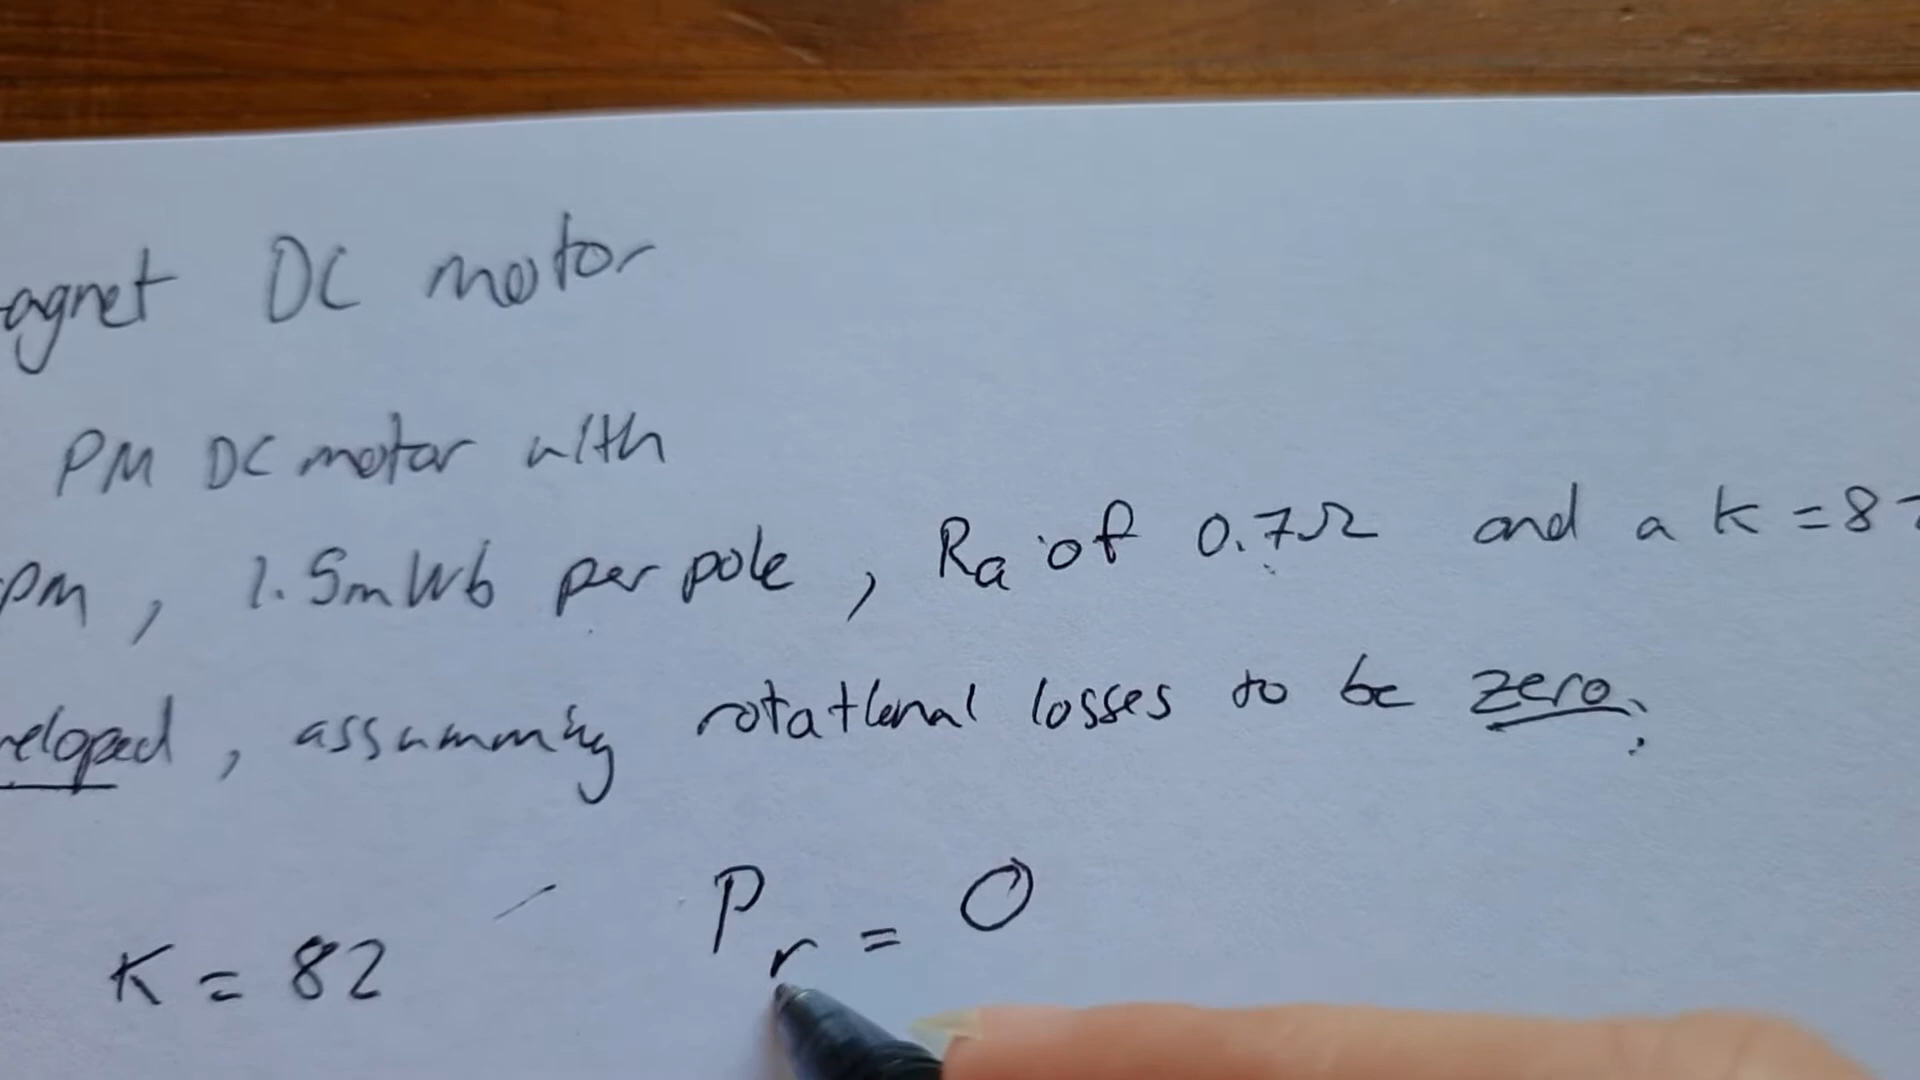 agnet DC motor
PM DC motor with
PM, 1.5mWb per pole, Ra of 0.7Ω and a K = 8
veloped, assumming rotational losses to be zero.
K = 82 Pr = 0